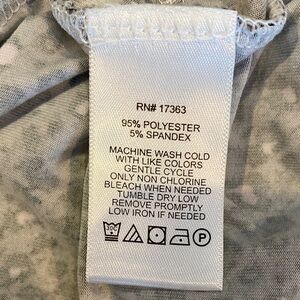 RN# 17363
95% POLYESTER
5% SPANDEX
MACHINE WASH COLD
WITH LIKE COLORS
GENTLE CYCLE
ONLY NON CHLORINE
BLEACH WHEN NEEDED
TUMBLE DRY LOW
REMOVE PROMPTLY
LOW IRON IF NEEDED
P